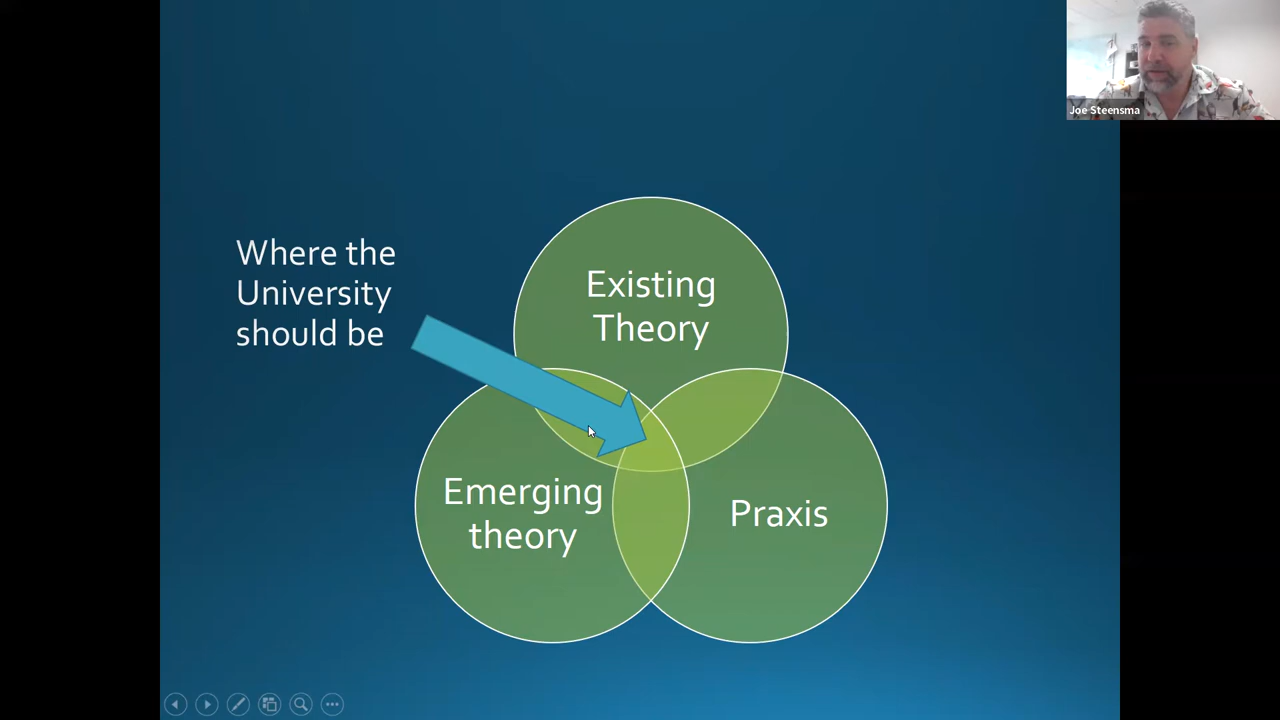 Joe Steensma
Where the
University
should be
Existing
Theory
Emerging
theory
Praxis